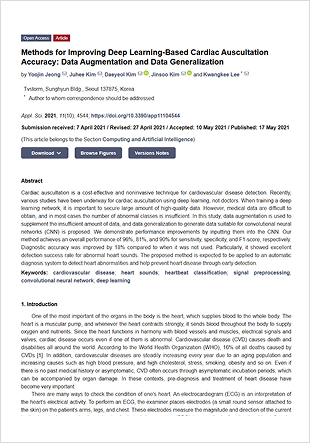 Open Access Article
Methods for Improving Deep Learning-Based Cardiac Auscultation
Accuracy: Data Augmentation and Data Generalization
by Yoojin Jeong, Juhee Kim, Daeyeol Kim, Jinsoo Kim and Kwangkee Lee *
Tvstorm, Sunghyun Bldg., Seoul 137875, Korea
* Author to whom correspondence should be addressed.
Appl. Sci. 2021, 11(10), 4544; https://doi.org/10.3390/app11104544
Submission received: 7 April 2021 / Revised: 27 April 2021 / Accepted: 10 May 2021 / Published: 17 May 2021
(This article belongs to the Section Computing and Artificial Intelligence)
Download Browse Figures Versions Notes
Abstract
Cardiac auscultation is a cost-effective and noninvasive technique for cardiovascular disease detection. Recently,
various studies have been underway for cardiac auscultation using deep learning, not doctors. When training a deep
learning network, it is important to secure large amount of high-quality data. However, medical data are difficult to
obtain, and in most cases the number of abnormal classes is insufficient. In this study, data augmentation is used to
supplement the insufficient amount of data, and data generalization to generate data suitable for convolutional neural
networks (CNN) is proposed. We demonstrate performance improvements by inputting them into the CNN. Our
method achieves an overall performance of 96%, 81%, and 90% for sensitivity, specificity, and F1-score, respectively.
Diagnostic accuracy was improved by 18% compared to when it was not used. Particularly, it showed excellent
detection success rate for abnormal heart sounds. The proposed method is expected to be applied to an automatic
diagnosis system to detect heart abnormalities and help prevent heart disease through early detection.
Keywords: cardiovascular disease; heart sounds; heartbeat classification; signal preprocessing;
convolutional neural network; deep learning
1. Introduction
One of the most important of the organs in the body is the heart, which supplies blood to the whole body. The
heart is a muscular pump, and whenever the heart contracts strongly, it sends blood throughout the body to supply
oxygen and nutrients. Since the heart functions in harmony with blood vessels and muscles, electrical signals and
valves, cardiac disease occurs even if one of them is abnormal. Cardiovascular disease (CVD) causes death and
disabilities all around the world. According to the World Health Organization (WHO), 16% of all deaths caused by
CVDs [1]. In addition, cardiovascular diseases are steadily increasing every year due to an aging population and
increasing causes such as high blood pressure, and high cholesterol, stress, smoking, obesity and so on. Even if
there is no past medical history or asymptomatic, CVD often occurs through asymptomatic incubation periods, which
can be accompanied by organ damage. In these contexts, pre-diagnosis and treatment of heart disease have
become very important.
There are many ways to check the condition of one's heart. An electrocardiogram (ECG) is an interpretation of
the heart's electrical activity. To perform an ECG, the examiner places electrodes (a small round sensor attached to
the skin) on the patient's arms, legs, and chest. These electrodes measure the magnitude and direction of the current